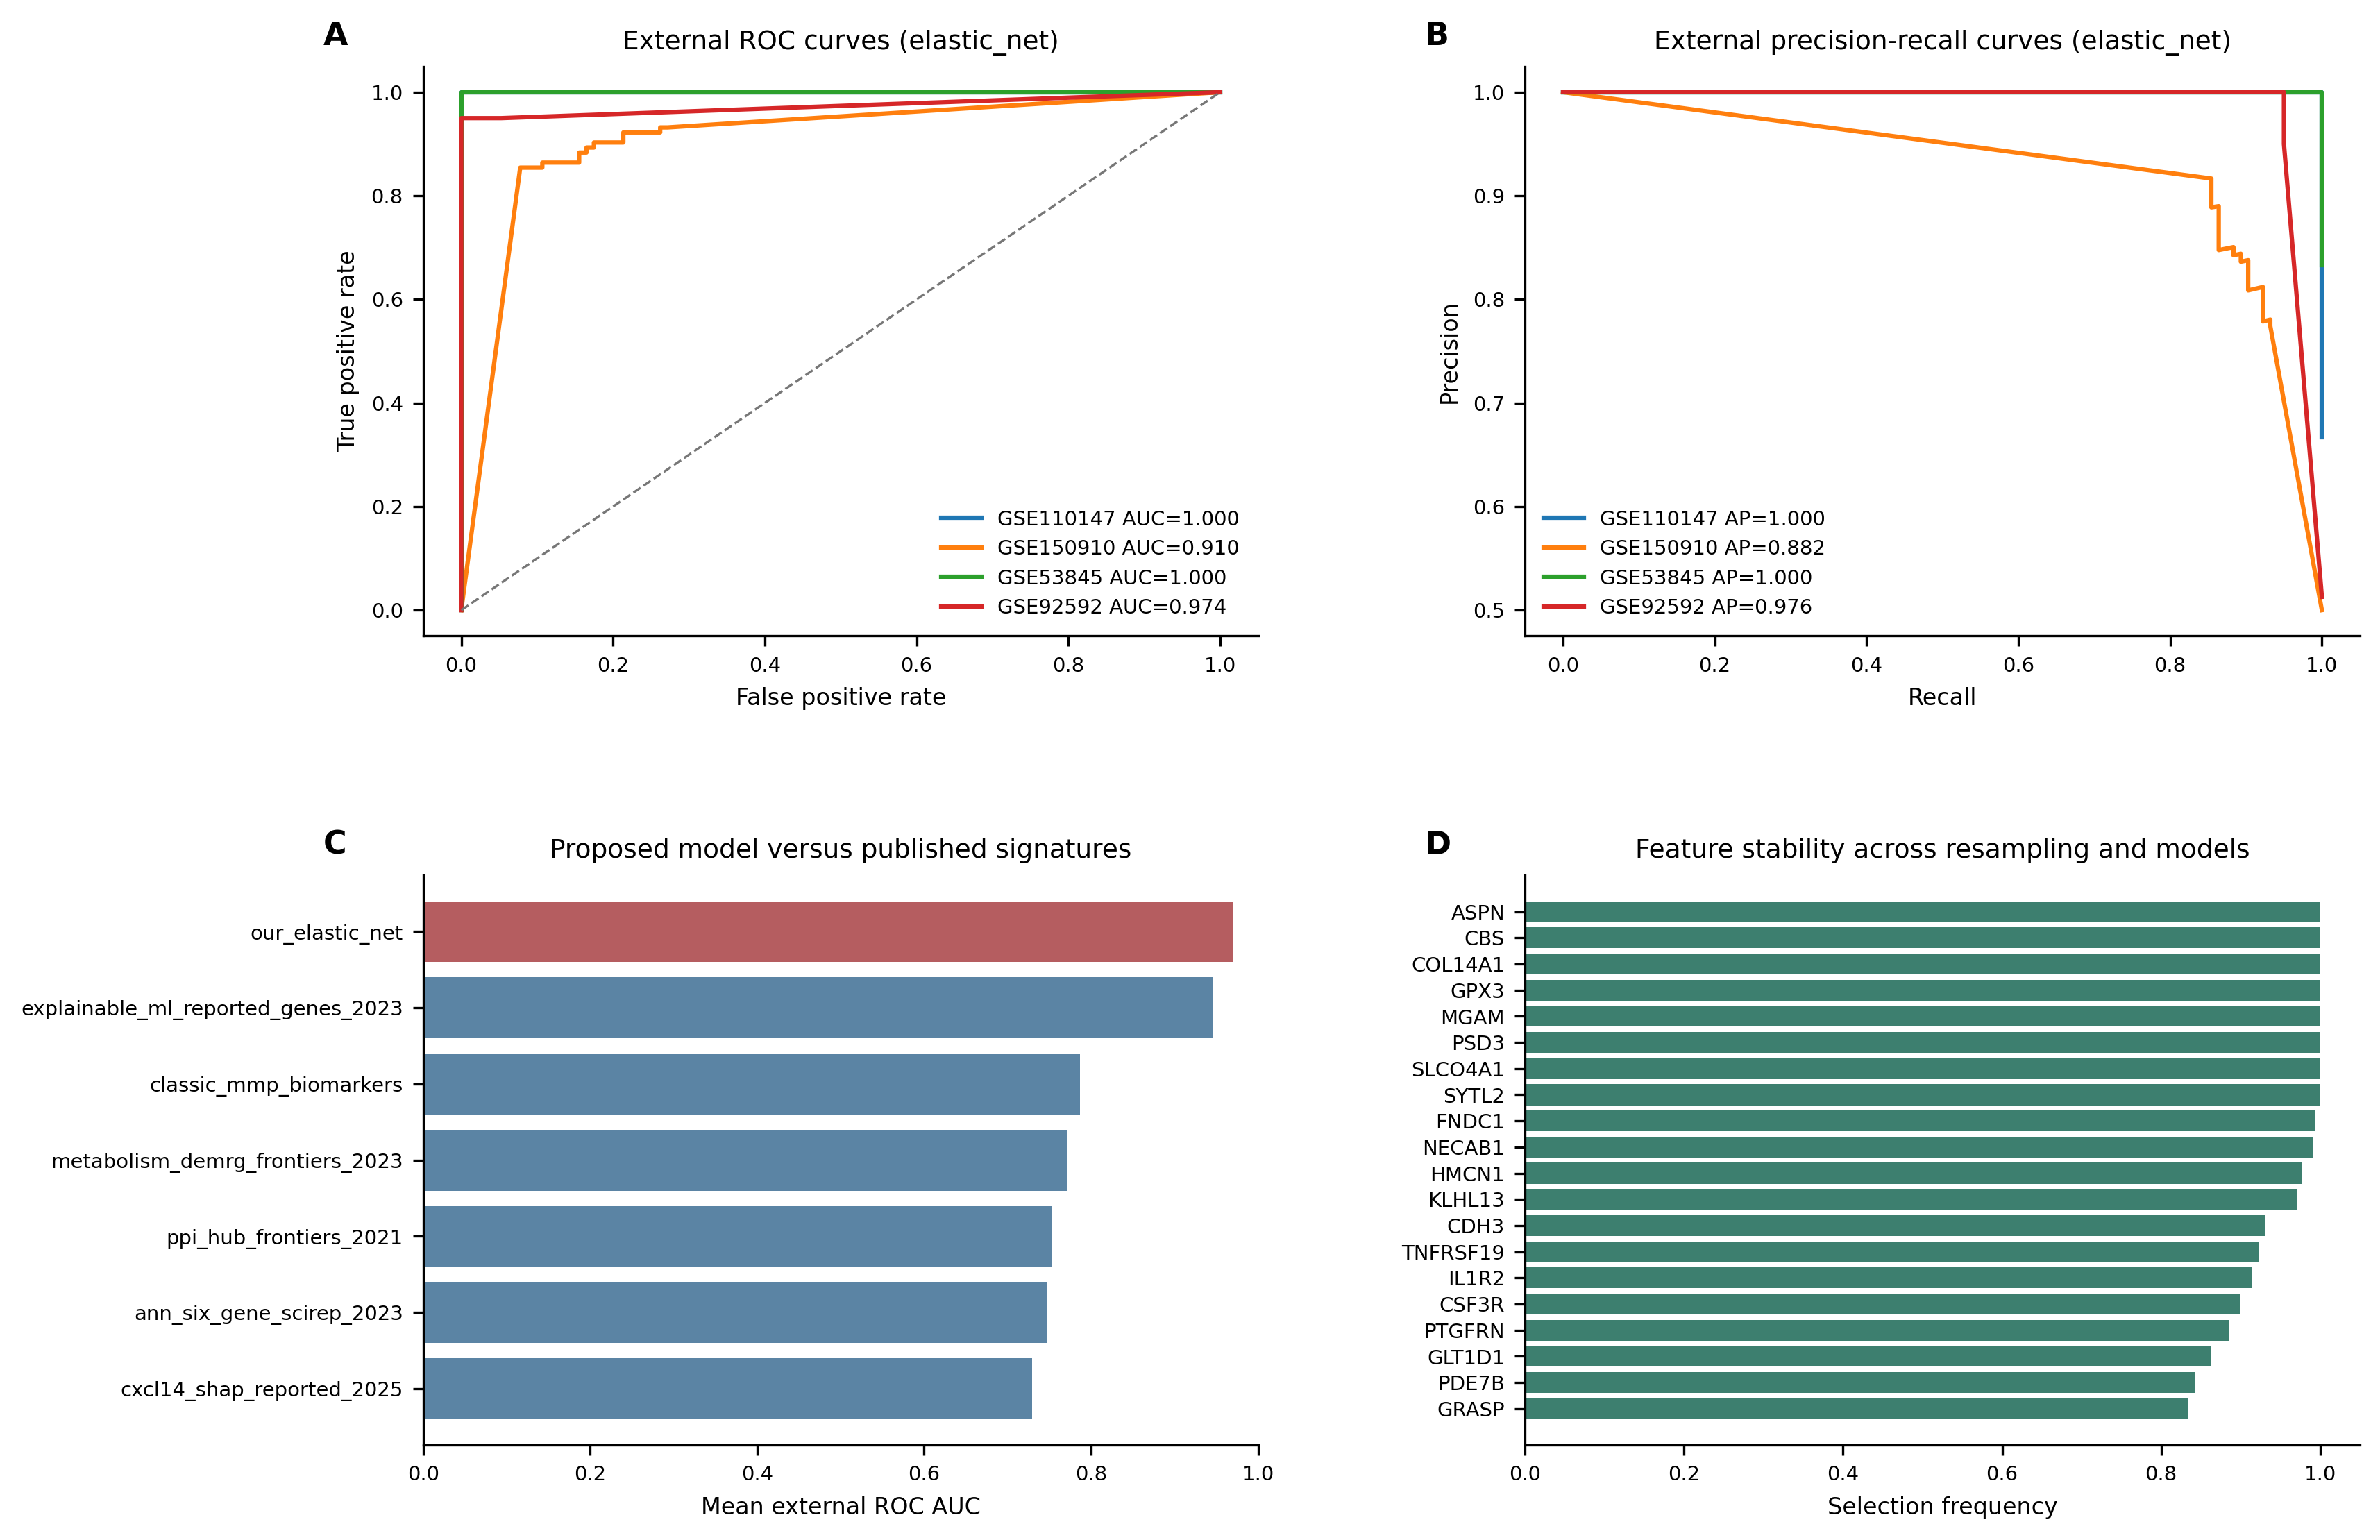 A
External ROC curves (elastic_net)
True positive rate
1.0
0.8
0.6
0.4
0.2
0.0
GSE110147 AUC=1.000
GSE150910 AUC=0.910
GSE53845 AUC=1.000
GSE92592 AUC=0.974
0.0 0.2 0.4 0.6 0.8 1.0
False positive rate
B
External precision-recall curves (elastic_net)
Precision
1.0
0.9
0.8
0.7
0.6
0.5
GSE110147 AP=1.000
GSE150910 AP=0.882
GSE53845 AP=1.000
GSE92592 AP=0.976
0.0 0.2 0.4 0.6 0.8 1.0
Recall
C
Proposed model versus published signatures
our_elastic_net
explainable_ml_reported_genes_2023
classic_mmp_biomarkers
metabolism_demrg_frontiers_2023
ppi_hub_frontiers_2021
ann_six_gene_scirep_2023
cxcl14_shap_reported_2025
0.0 0.2 0.4 0.6 0.8 1.0
Mean external ROC AUC
D
Feature stability across resampling and models
ASPN
CBS
COL14A1
GPX3
MGAM
PSD3
SLCO4A1
SYTL2
FNDC1
NECAB1
HMCN1
KLHL13
CDH3
TNFRSF19
IL1R2
CSF3R
PTGFRN
GLT1D1
PDE7B
GRASP
0.0 0.2 0.4 0.6 0.8 1.0
Selection frequency